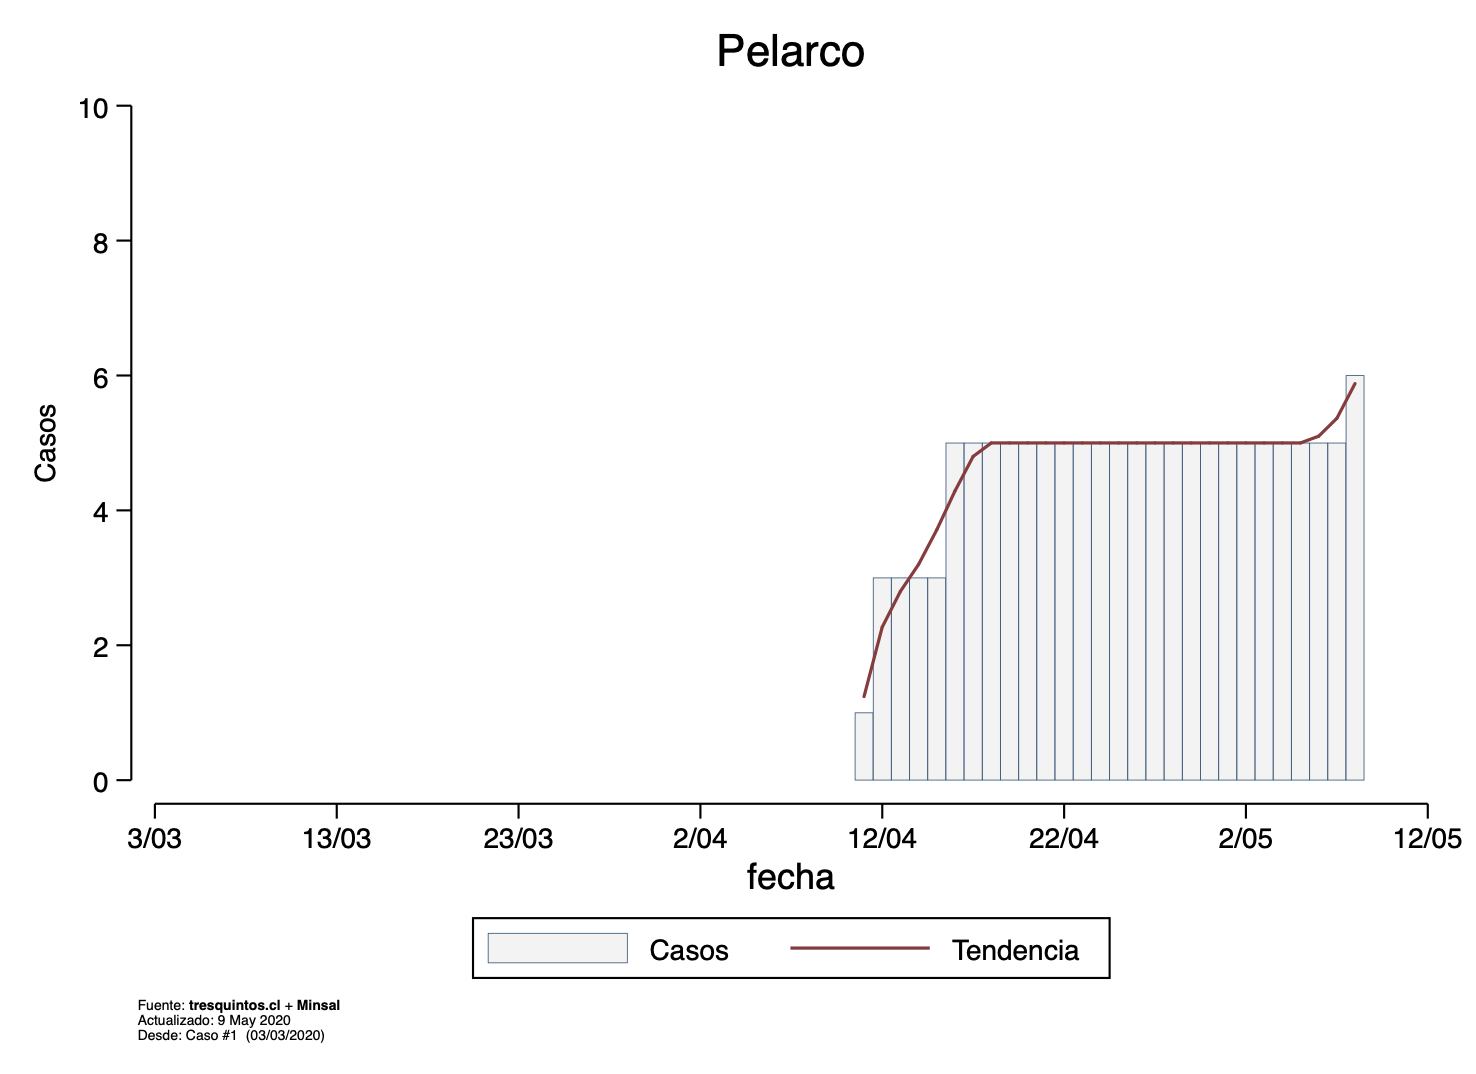 Pelarco
10
8
6
4
2
0
Casos
3/03 13/03 23/03 2/04 12/04 22/04 2/05 12/05
fecha
Casos Tendencia
Fuente: tresquintos.cl + Minsal
Actualizado: 9 May 2020
Desde: Caso #1 (03/03/2020)